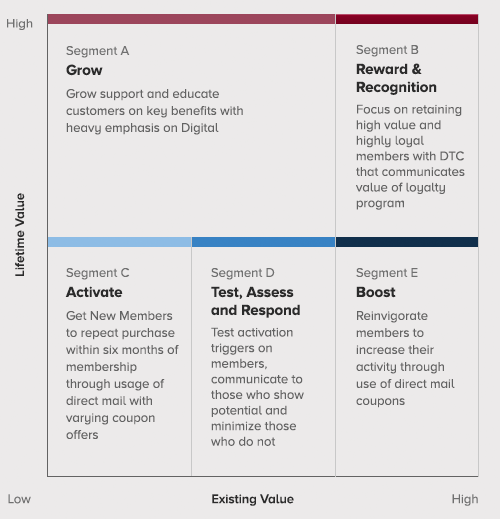 High
Segment A
Grow
Grow support and educate
customers on key benefits with
heavy emphasis on Digital
Segment B
Reward &
Recognition
Focus on retaining
high value and
highly loyal
members with DTC
that communicates
value of loyalty
program
Lifetime Value
Segment C
Activate
Get New Members
to repeat purchase
within six months of
membership
through usage of
direct mail with
varying coupon
offers
Segment D
Test, Assess
and Respond
Test activation
triggers on
members,
communicate to
those who show
potential and
minimize those
who do not
Segment E
Boost
Reinvigorate
members to
increase their
activity through
use of direct mail
coupons
Low
Existing Value
High